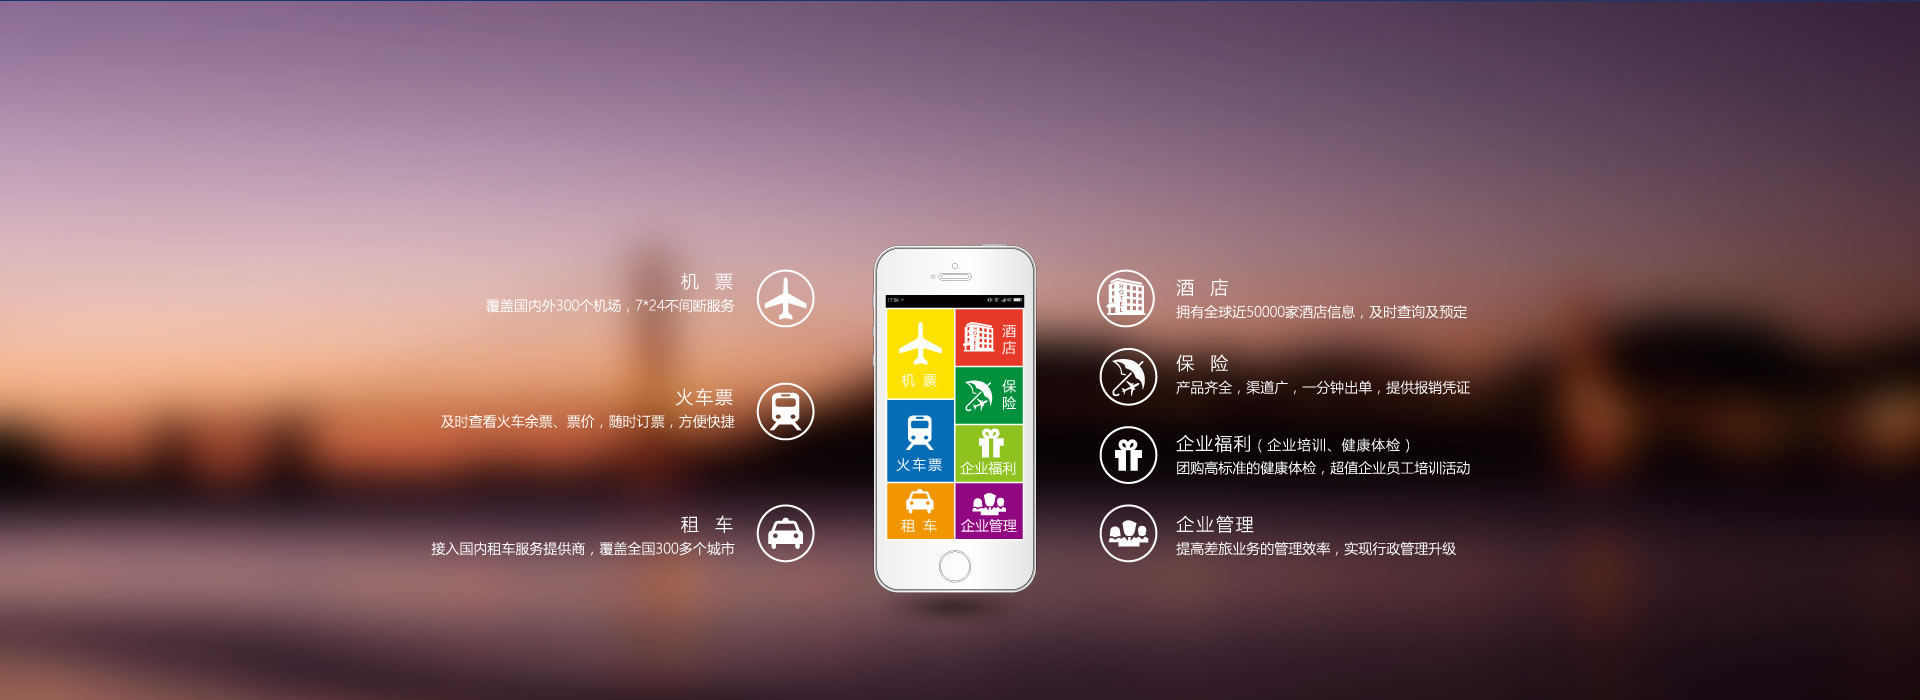 机 票
覆盖国内外300个机场，7*24不间断服务
火车票
及时查看火车余票、票价，随时订票，方便快捷
租 车
接入国内租车服务提供商，覆盖全国300多个城市
17:36
机 票
酒店
保险
火车票
企业福利
租 车
企业管理
酒 店
拥有全球近50000家酒店信息，及时查询及预定
保 险
产品齐全，渠道广，一分钟出单，提供报销凭证
企业福利（企业培训、健康体检）
团购高标准的健康体检，超值企业员工培训活动
企业管理
提高差旅业务的管理效率，实现行政管理升级